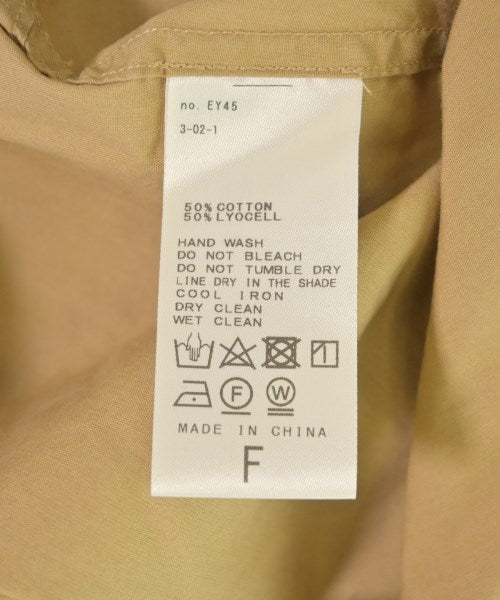 no. EY45
3-02-1
50% COTTON
50% LYOCELL
HAND WASH
DO NOT BLEACH
DO NOT TUMBLE DRY
LINE DRY IN THE SHADE
COOL IRON
DRY CLEAN
WET CLEAN
F W
MADE IN CHINA
F